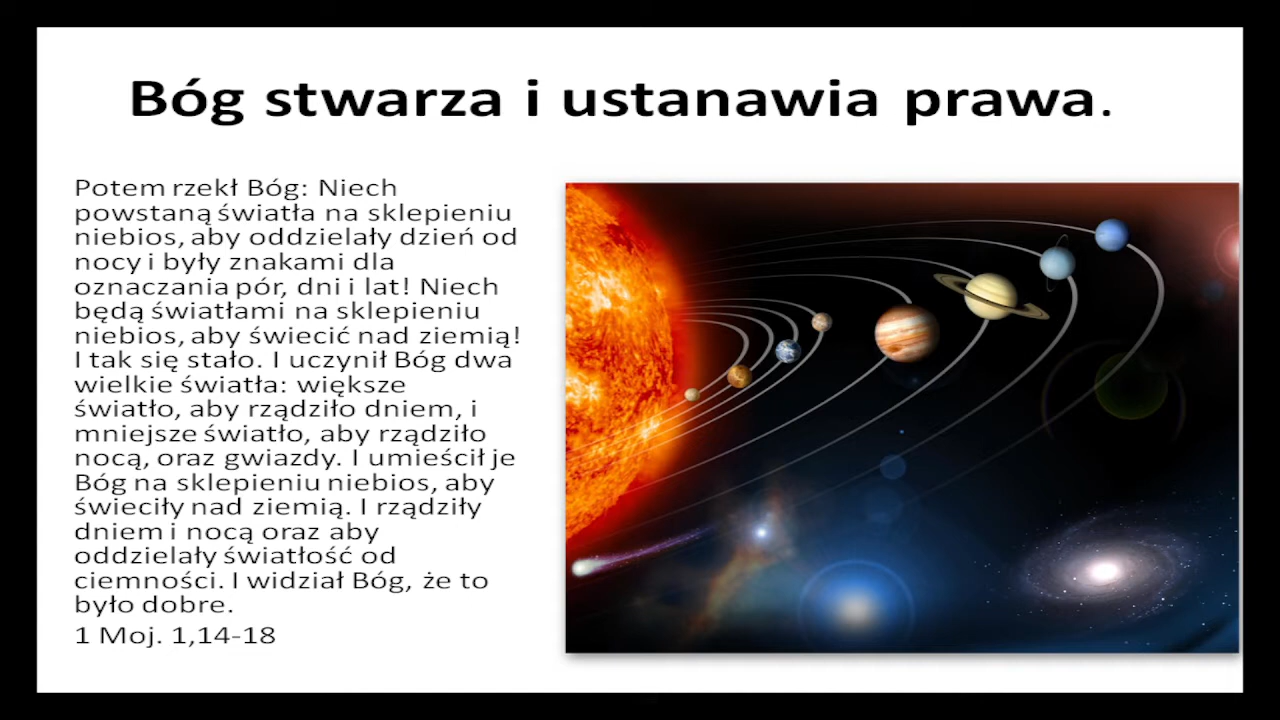 Bóg stwarza i ustanawia prawa.
Potem rzekł Bóg: Niech
powstaną światła na sklepieniu
niebios, aby oddzielały dzień od
nocy i były znakami dla
oznaczania pór, dni i lat! Niech
będą światłami na sklepieniu
niebios, aby świecić nad ziemią!
I tak się stało. I uczynił Bóg dwa
wielkie światła: większe
światło, aby rządziło dniem, i
mniejsze światło, aby rządziło
nocą, oraz gwiazdy. I umieścił je
Bóg na sklepieniu niebios, aby
świeciły nad ziemią. I rządziły
dniem i nocą oraz aby
oddzielały światłość od
ciemności. I widział Bóg, że to
było dobre.
1 Moj. 1,14-18